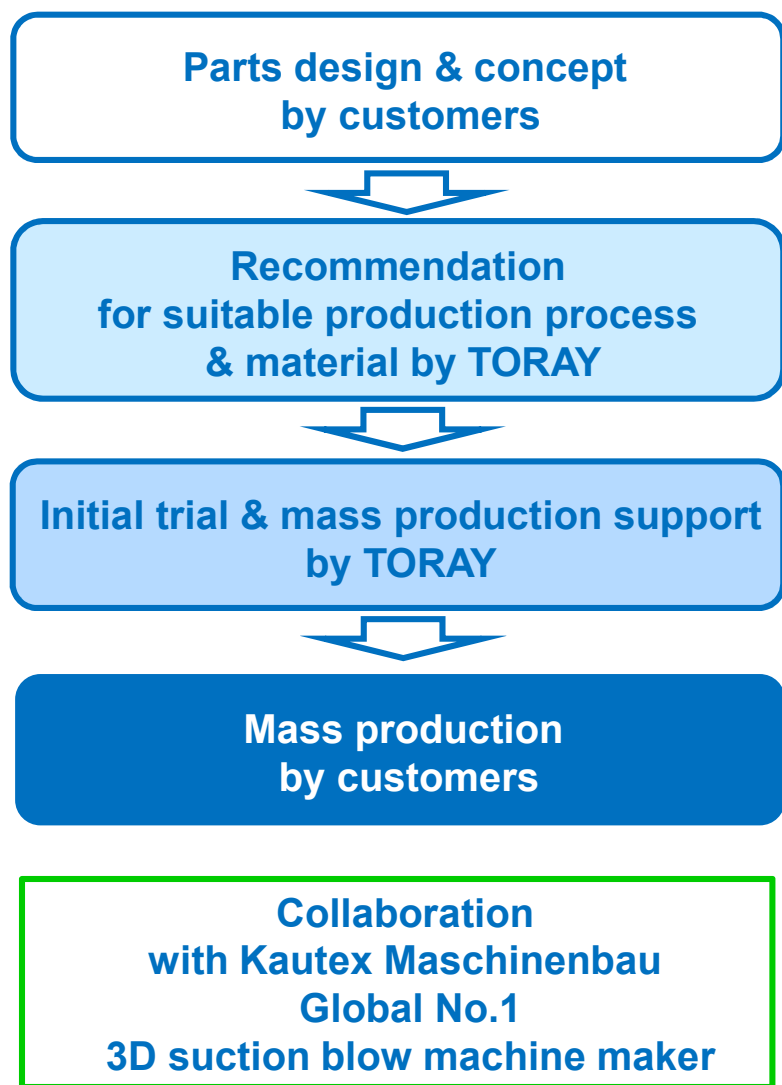 Parts design & concept
by customers
Recommendation
for suitable production process
& material by TORAY
Initial trial & mass production support
by TORAY
Mass production
by customers
Collaboration
with Kautex Maschinenbau
Global No.1
3D suction blow machine maker